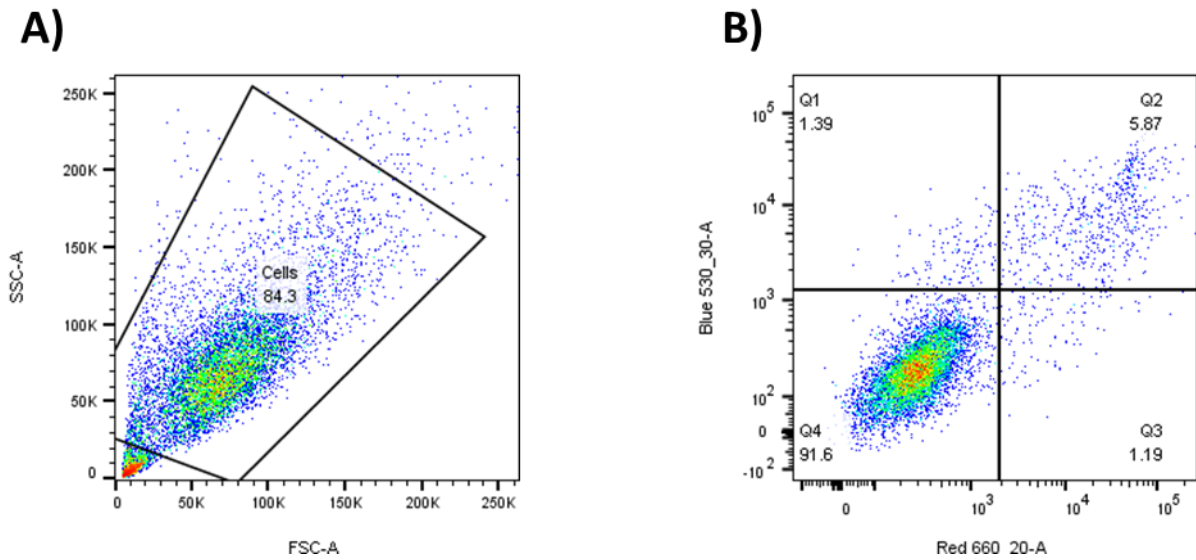 A)
B)
250K
200K
150K
100K
50K
0
SSC-A
Cells
84.3
0
50K
100K
150K
200K
250K
FSC-A
Q1
1.39
Q2
5.87
Q4
91.6
Q3
1.19
10^5
10^4
10^3
10^2
0
-10^2
Blue 530_30-A
0
10^3
10^4
10^5
Red 660_20-A